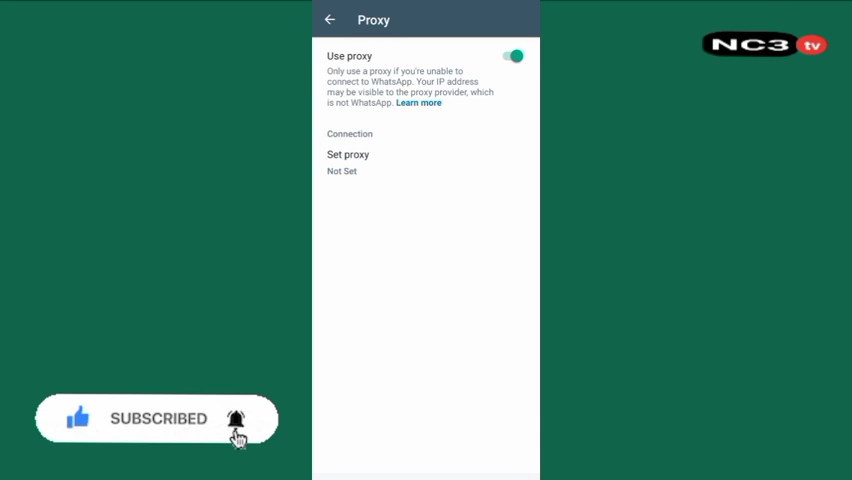 Proxy
NC3 tv
Use proxy
Only use a proxy if you're unable to
connect to WhatsApp. Your IP address
may be visible to the proxy provider, which
is not WhatsApp. Learn more
Connection
Set proxy
Not Set
SUBSCRIBED